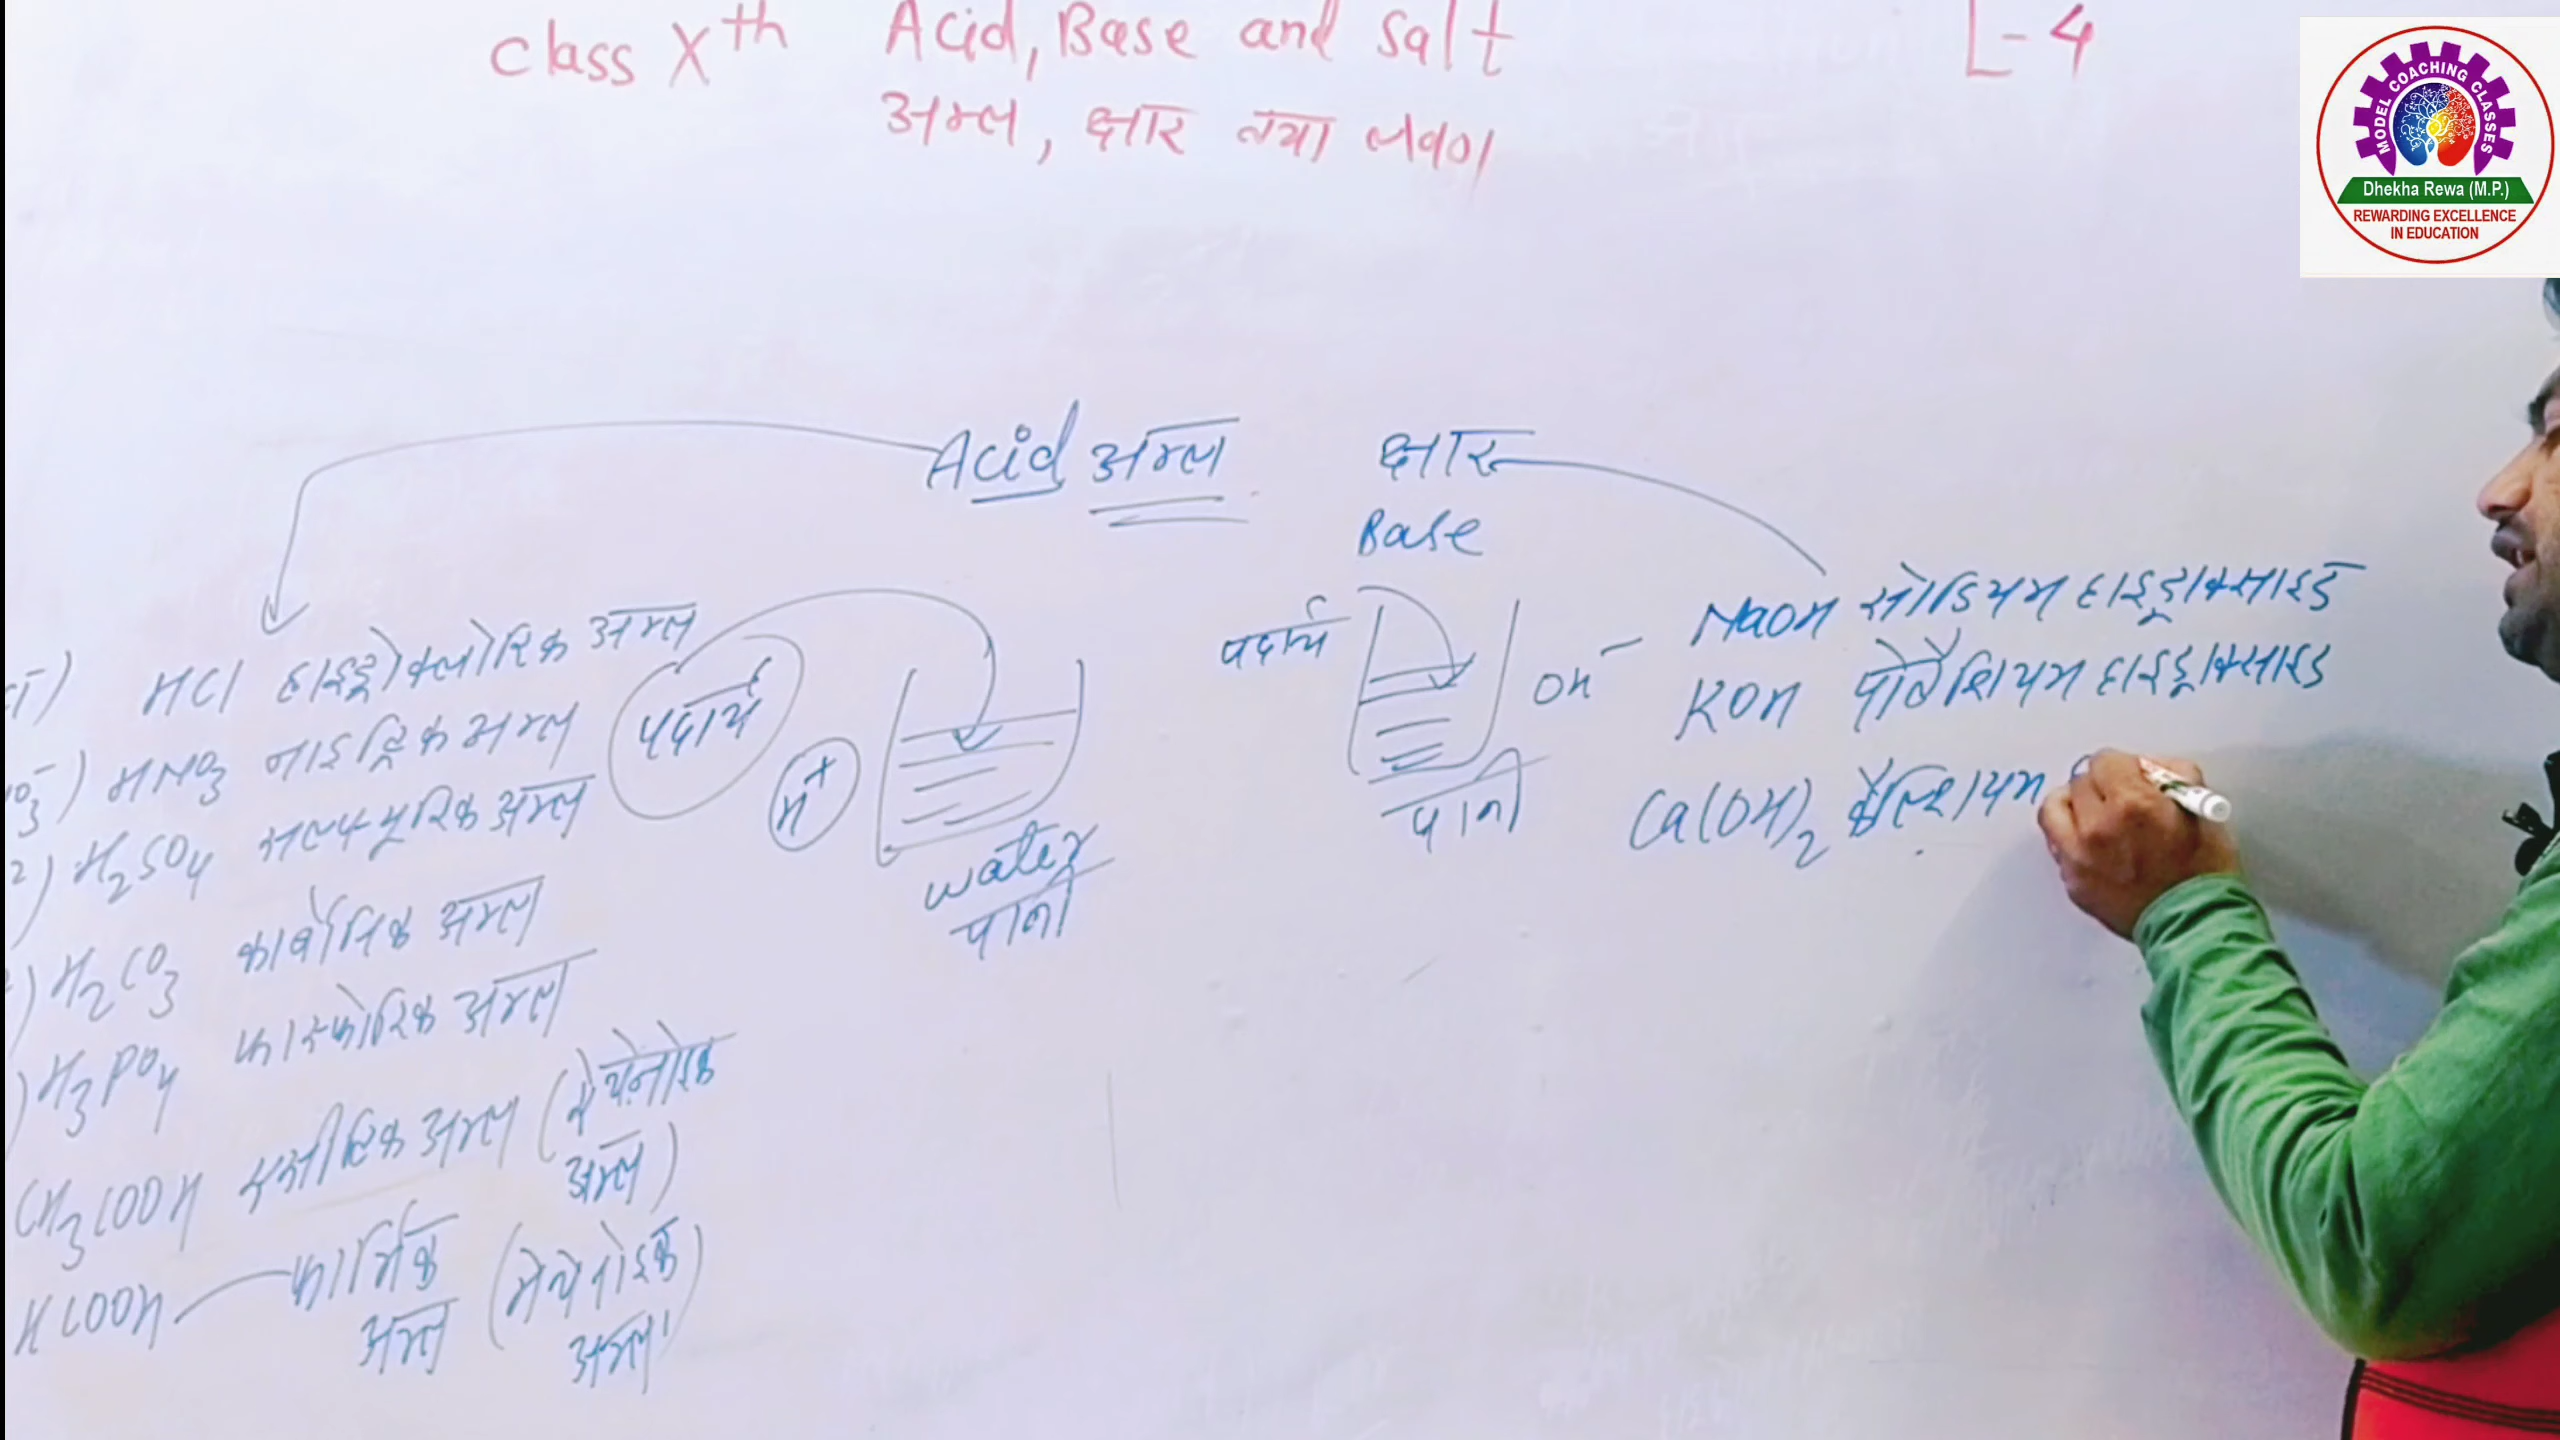 Class Xth Acid, Base and Salt L-4
अम्ल, क्षार तथा लवण
MODEL COACHING CLASSES
Dhekha Rewa (M.P.)
REWARDING EXCELLENCE
IN EDUCATION
Acid अम्ल
क्षार
Base
HCl हाइड्रोक्लोरिक अम्ल
HNO3 नाइट्रिक अम्ल
H2SO4 सल्फ्यूरिक अम्ल
H2CO3 कार्बोनिक अम्ल
H3PO4 फास्फोरिक अम्ल
CH3COOH एसीटिक अम्ल (मेथेनोइक
अम्ल)
HCOOH फार्मिक (मेथेनोइक
अम्ल अम्ल)
पदार्थ
H+
water
पानी
पदार्थ
OH-
पानी
NaOH सोडियम हाइड्राक्साइड
KOH पोटैशियम हाइड्राक्साइड
Ca(OH)2 कैल्शियम